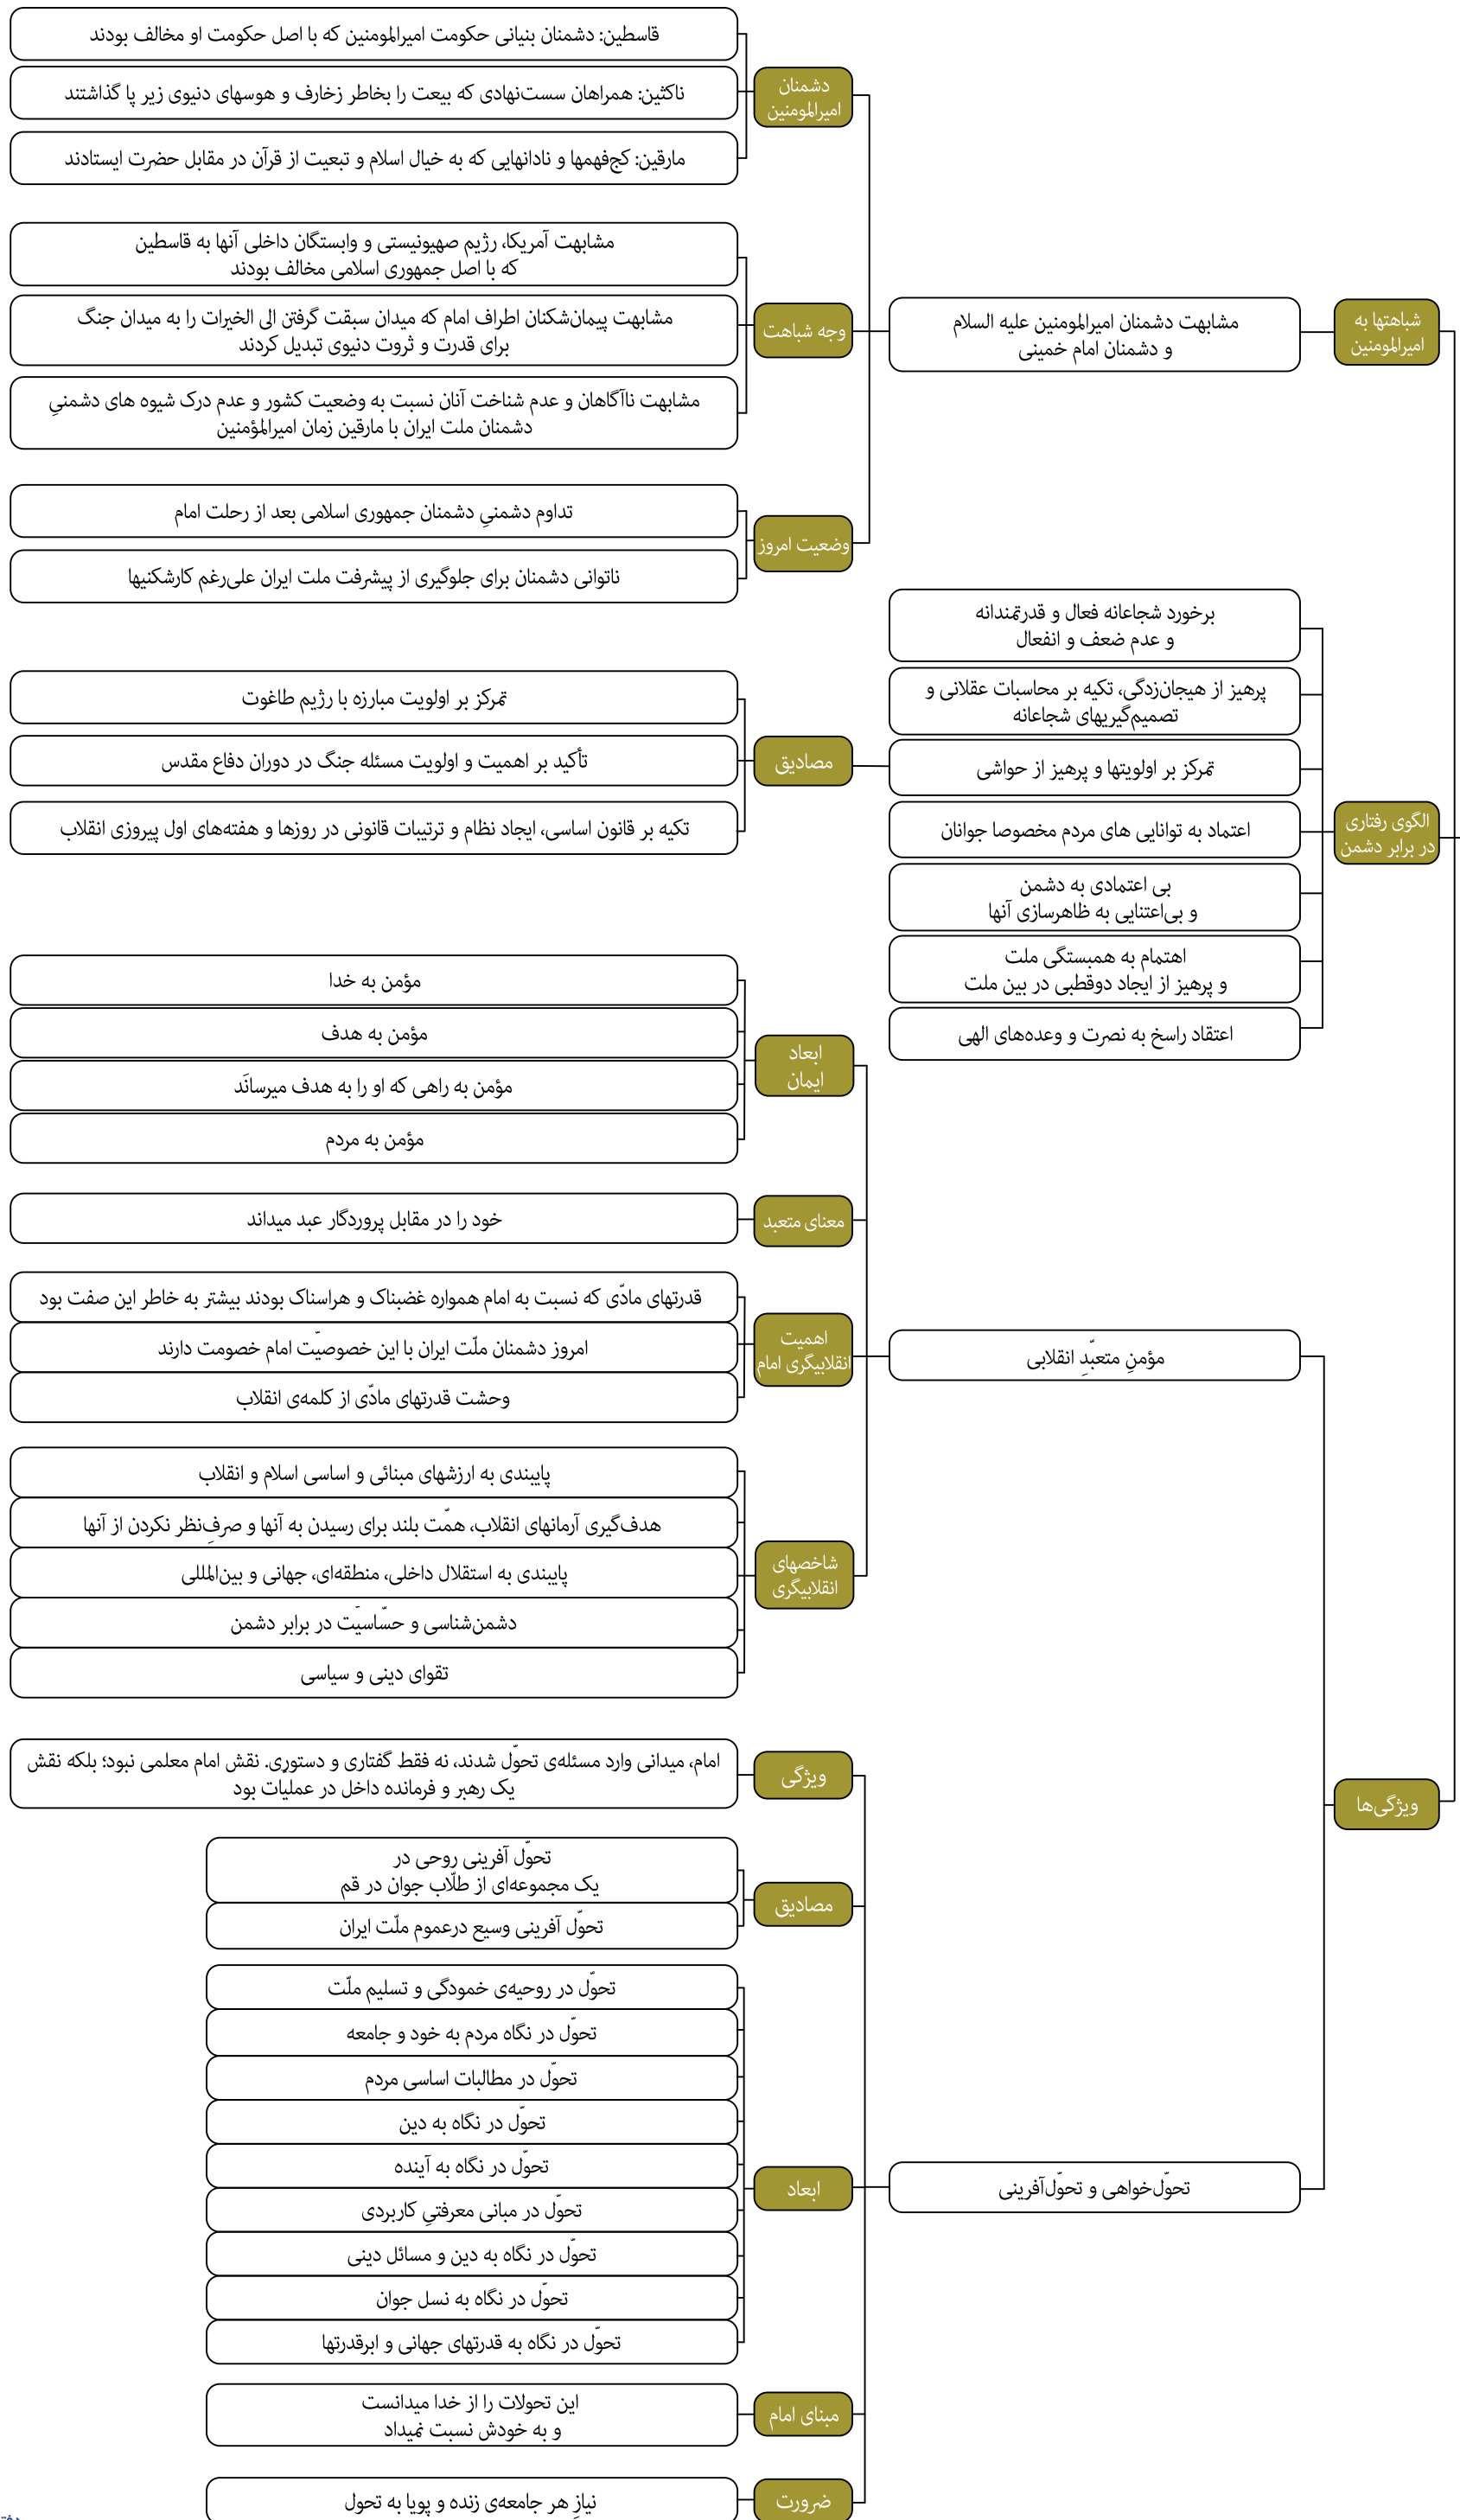 شباهتها به
امیرالمومنین
مشابهت دشمنان امیرالمومنین علیه السلام
و دشمنان امام خمینی
دشمنان
امیرالمومنین
قاسطین: دشمنان بنیانی حکومت امیرالمومنین که با اصل حکومت او مخالف بودند
ناکثین: همراهان سست‌نهادی که بیعت را بخاطر زخارف و هوسهای دنیوی زیر پا گذاشتند
مارقین: کج‌فهمها و نادانهایی که به خیال اسلام و تبعیت از قرآن در مقابل حضرت ایستادند
وجه شباهت
مشابهت آمریکا، رژیم صهیونیستی و وابستگان داخلی آنها به قاسطین
که با اصل جمهوری اسلامی مخالف بودند
مشابهت پیمان‌شکنان اطراف امام که میدان سبقت گرفتن الی الخیرات را به میدان جنگ
برای قدرت و ثروت دنیوی تبدیل کردند
مشابهت ناآگاهان و عدم شناخت آنان نسبت به وضعیت کشور و عدم درک شیوه های دشمنیِ
دشمنان ملت ایران با مارقین زمان امیرالمؤمنین
وضعیت امروز
تداوم دشمنیِ دشمنان جمهوری اسلامی بعد از رحلت امام
ناتوانی دشمنان برای جلوگیری از پیشرفت ملت ایران علی‌رغم کارشکنیها
الگوی رفتاری
در برابر دشمن
برخورد شجاعانه فعال و قدرتمندانه
و عدم ضعف و انفعال
پرهیز از هیجان‌زدگی، تکیه بر محاسبات عقلانی و
تصمیم‌گیریهای شجاعانه
تمرکز بر اولویتها و پرهیز از حواشی
مصادیق
تمرکز بر اولویت مبارزه با رژیم طاغوت
تأکید بر اهمیت و اولویت مسئله جنگ در دوران دفاع مقدس
تکیه بر قانون اساسی، ایجاد نظام و ترتیبات قانونی در روزها و هفته‌های اول پیروزی انقلاب
اعتماد به توانایی های مردم مخصوصا جوانان
بی اعتمادی به دشمن
و بی‌اعتنایی به ظاهرسازی آنها
اهتمام به همبستگی ملت
و پرهیز از ایجاد دوقطبی در بین ملت
اعتقاد راسخ به نصرت و وعده‌های الهی
ویژگی‌ها
مؤمنِ متعبّدِ انقلابی
ابعاد
ایمان
مؤمن به خدا
مؤمن به هدف
مؤمن به راهی که او را به هدف میرسانَد
مؤمن به مردم
معنای متعبد
خود را در مقابل پروردگار عبد میداند
اهمیت
انقلابیگری امام
قدرتهای مادّی که نسبت به امام همواره غضبناک و هراسناک بودند بیشتر به خاطر این صفت بود
امروز دشمنان ملّت ایران با این خصوصیّت امام خصومت دارند
وحشت قدرتهای مادّی از کلمه‌ی انقلاب
شاخصهای
انقلابیگری
پایبندی به ارزشهای مبنائی و اساسی اسلام و انقلاب
هدف‌گیری آرمانهای انقلاب، همّت بلند برای رسیدن به آنها و صرفِ‌نظر نکردن از آنها
پایبندی به استقلال داخلی، منطقه‌ای، جهانی و بین‌المللی
دشمن‌شناسی و حسّاسیّت در برابر دشمن
تقوای دینی و سیاسی
تحوّل‌خواهی و تحوّل‌آفرینی
ویژگی
امام، میدانی وارد مسئله‌ی تحوّل شدند، نه فقط گفتاری و دستوری. نقش امام معلمی نبود؛ بلکه نقش
یک رهبر و فرمانده داخل در عملیّات بود
مصادیق
تحوّل آفرینی روحی در
یک مجموعه‌ای از طلّاب جوان در قم
تحوّل آفرینی وسیع درعموم ملّت ایران
ابعاد
تحوّل در روحیه‌ی خمودگی و تسلیم ملّت
تحوّل در نگاه مردم به خود و جامعه
تحوّل در مطالبات اساسی مردم
تحوّل در نگاه به دین
تحوّل در نگاه به آینده
تحوّل در مبانی معرفتیِ کاربردی
تحوّل در نگاه به دین و مسائل دینی
تحوّل در نگاه به نسل جوان
تحوّل در نگاه به قدرتهای جهانی و ابرقدرتها
مبنای امام
این تحولات را از خدا میدانست
و به خودش نسبت نمیداد
ضرورت
نیازِ هر جامعه‌ی زنده و پویا به تحول